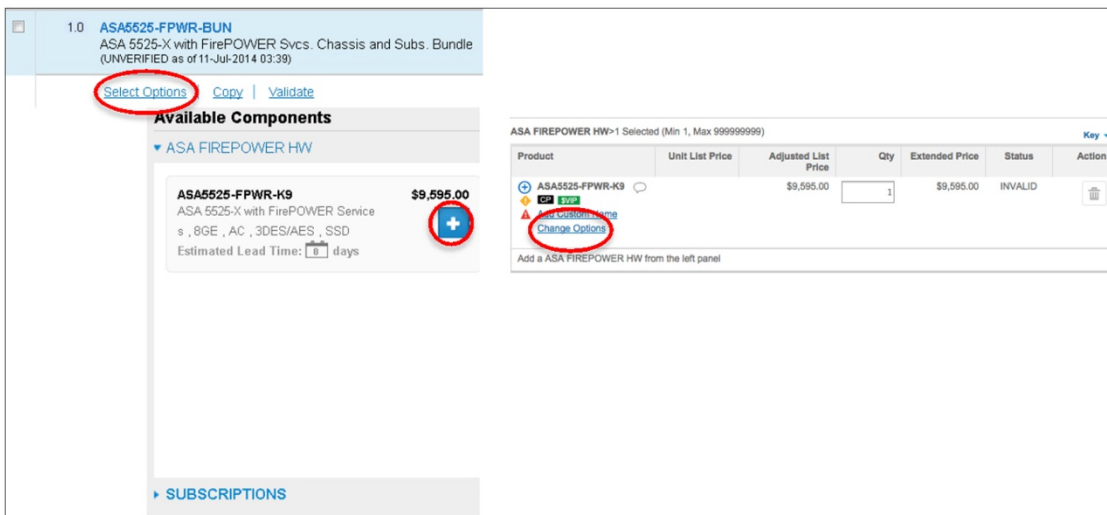 1.0 ASA5525-FPWR-BUN
ASA 5525-X with FirePOWER Svcs. Chassis and Subs. Bundle
(UNVERIFIED as of 11-Jul-2014 03:39)
Select Options Copy | Validate
Available Components
ASA FIREPOWER HW
ASA5525-FPWR-K9 $9,595.00
ASA 5525-X with FirePOWER Service
s , 8GE , AC , 3DES/AES , SSD
Estimated Lead Time: 0 days
SUBSCRIPTIONS
ASA FIREPOWER HW>1 Selected (Min 1, Max 999999999)
Key
Product Unit List Price Adjusted List Price Qty Extended Price Status Action
ASA5525-FPWR-K9 $9,595.00 1 $9,595.00 INVALID
CP $VIP
Add Custom Name
Change Options
Add a ASA FIREPOWER HW from the left panel